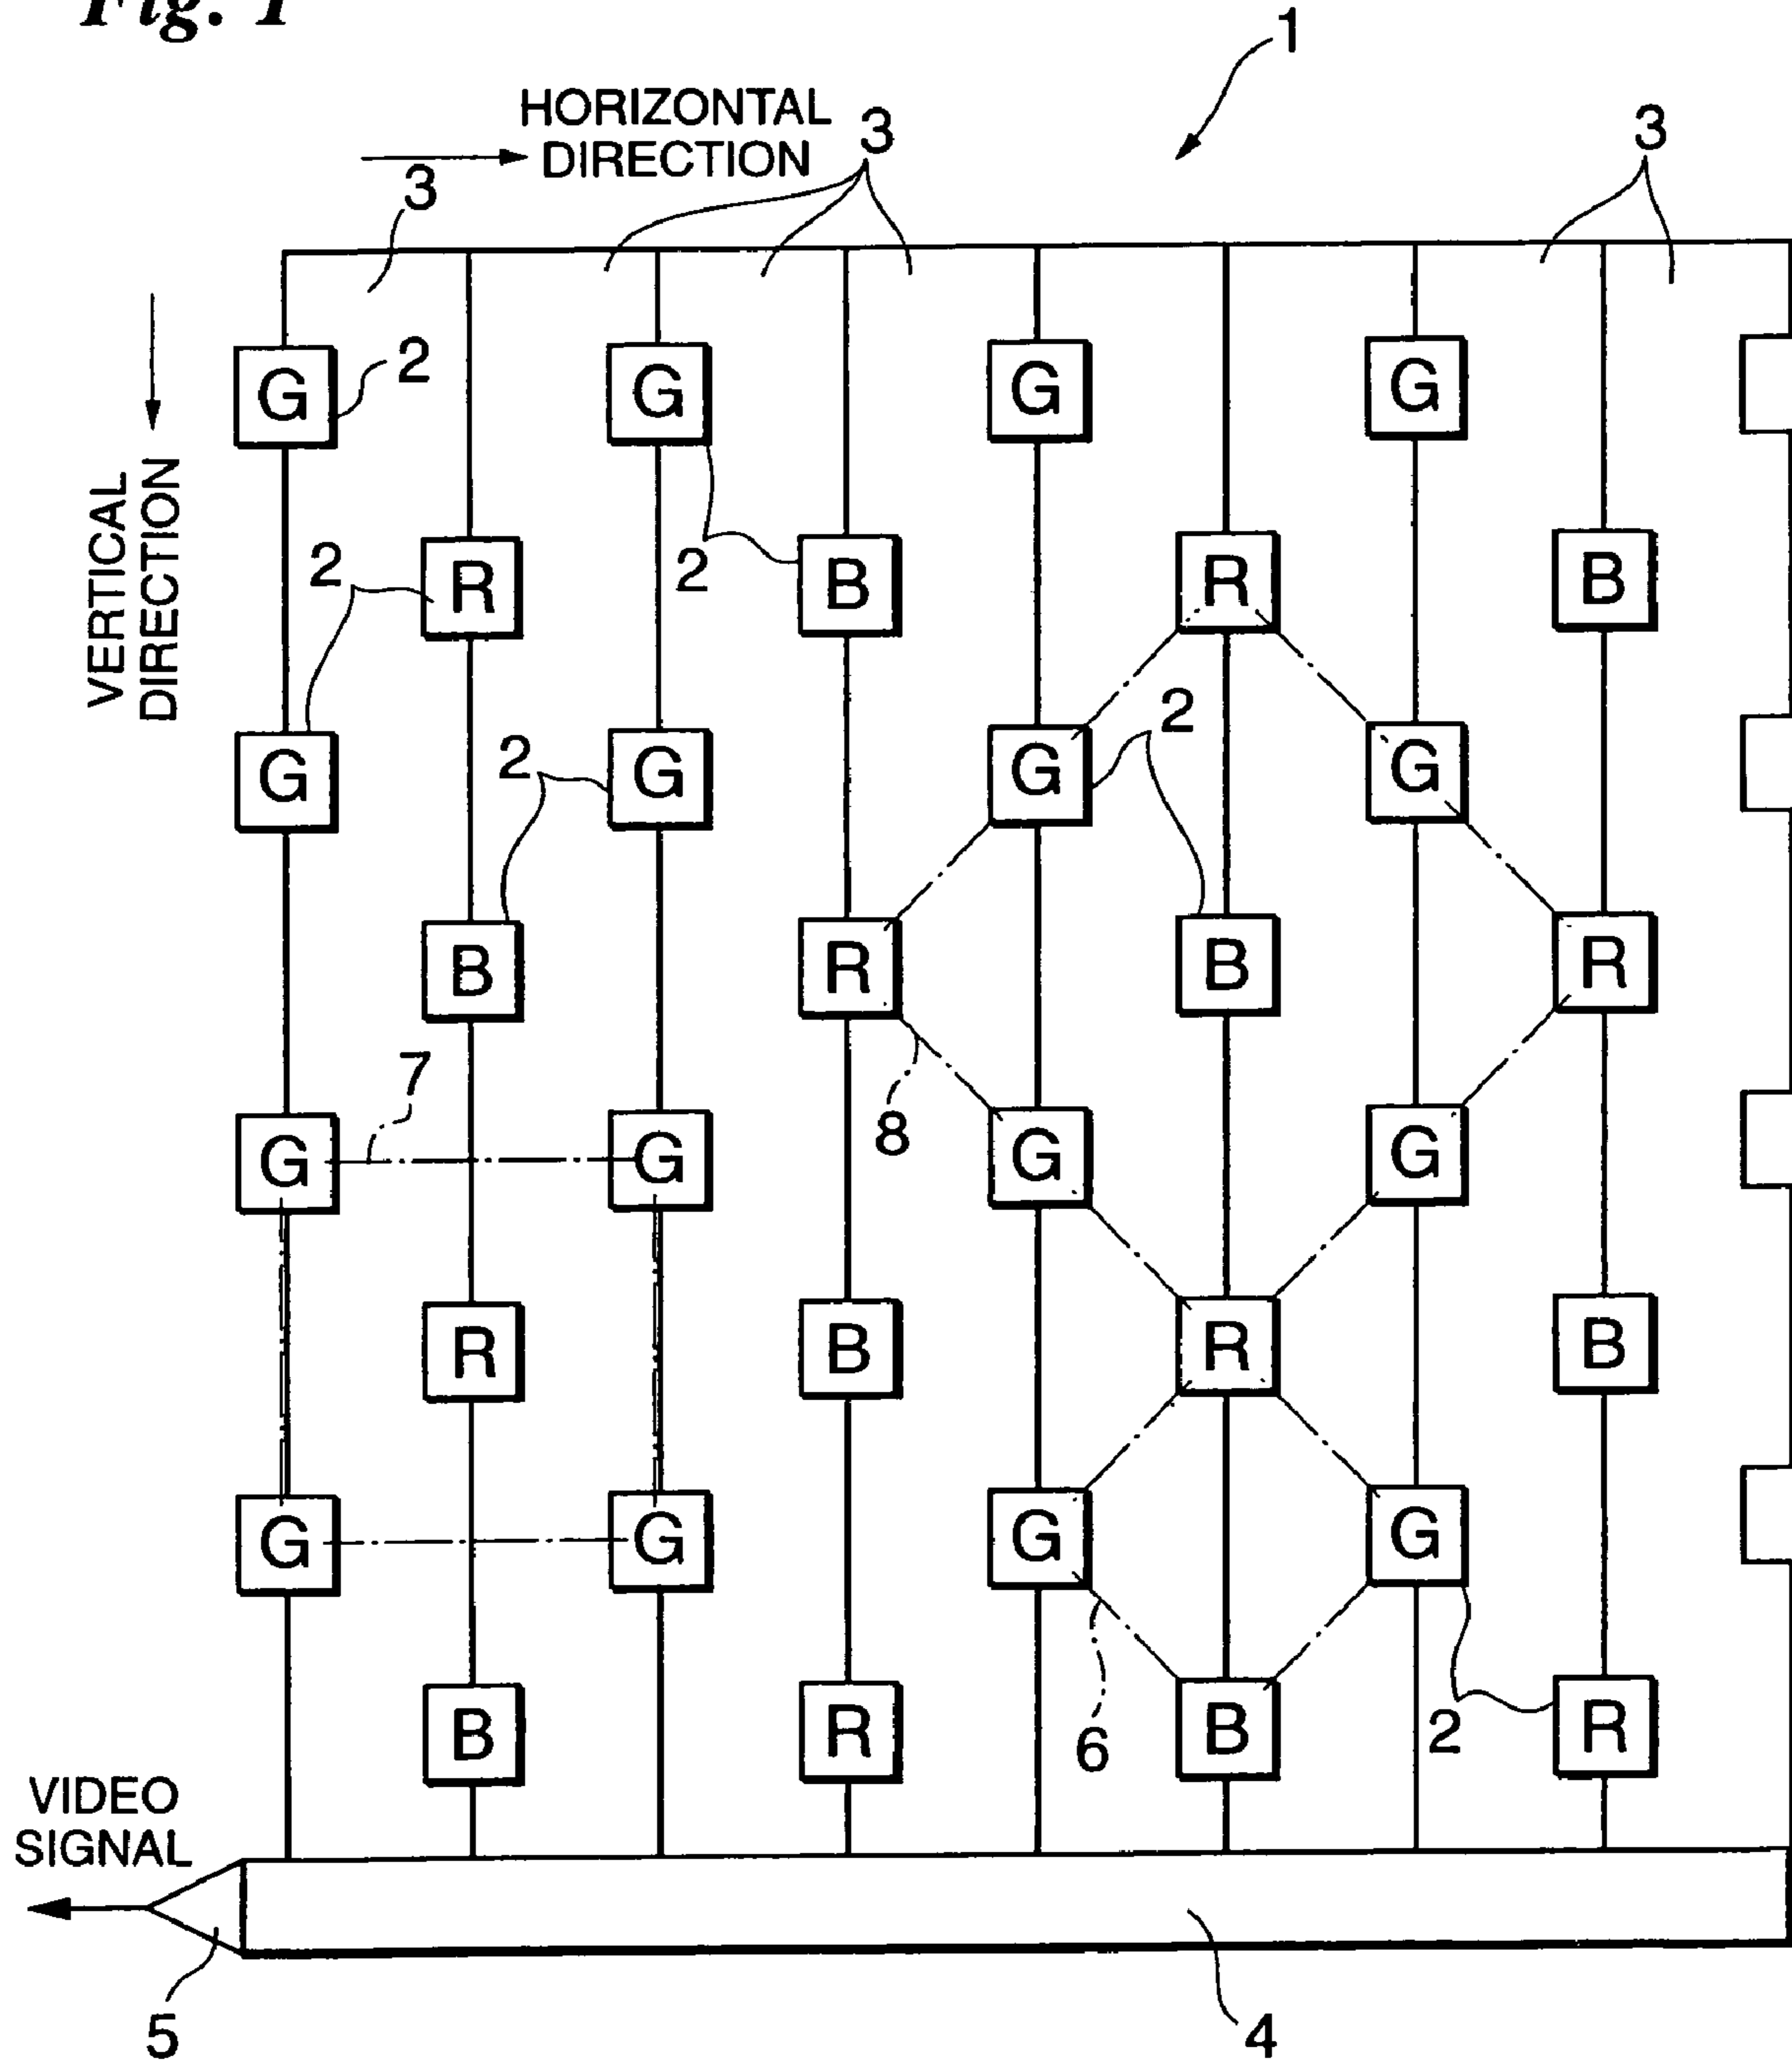 Fig. 1
1
HORIZONTAL
DIRECTION
3
3
3
VERTICAL
DIRECTION
G 2 G G G
2 R 2 B R B
G 2 G G 2 G
B R B R
7 8
G G G G
R B R B
G G G G
6 2
B R B R
VIDEO
SIGNAL
5 4